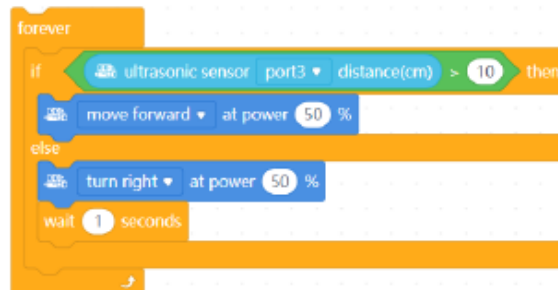 forever
if ultrasonic sensor port3 distance(cm) > 10 then
move forward at power 50 %
else
turn right at power 50 %
wait 1 seconds